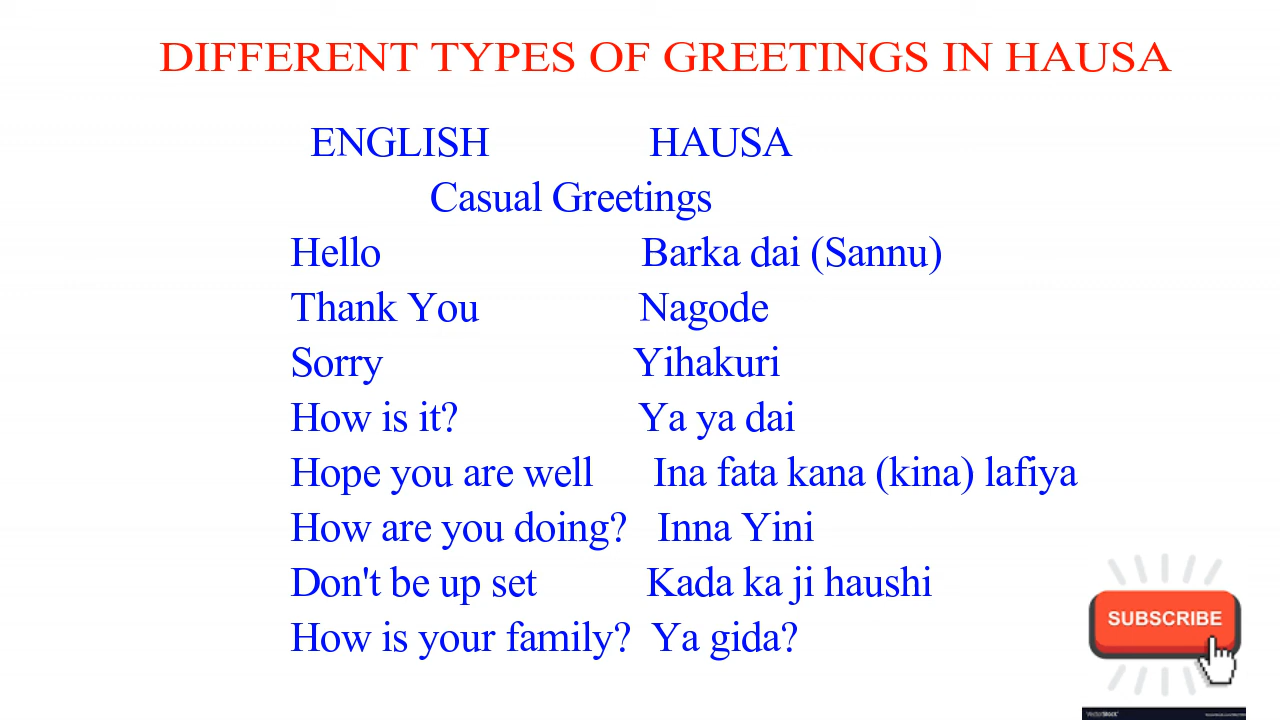 DIFFERENT TYPES OF GREETINGS IN HAUSA
ENGLISH HAUSA
Casual Greetings
Hello Barka dai (Sannu)
Thank You Nagode
Sorry Yihakuri
How is it? Ya ya dai
Hope you are well Ina fata kana (kina) lafiya
How are you doing? Inna Yini
Don't be up set Kada ka ji haushi
How is your family? Ya gida?
SUBSCRIBE
VectorStock